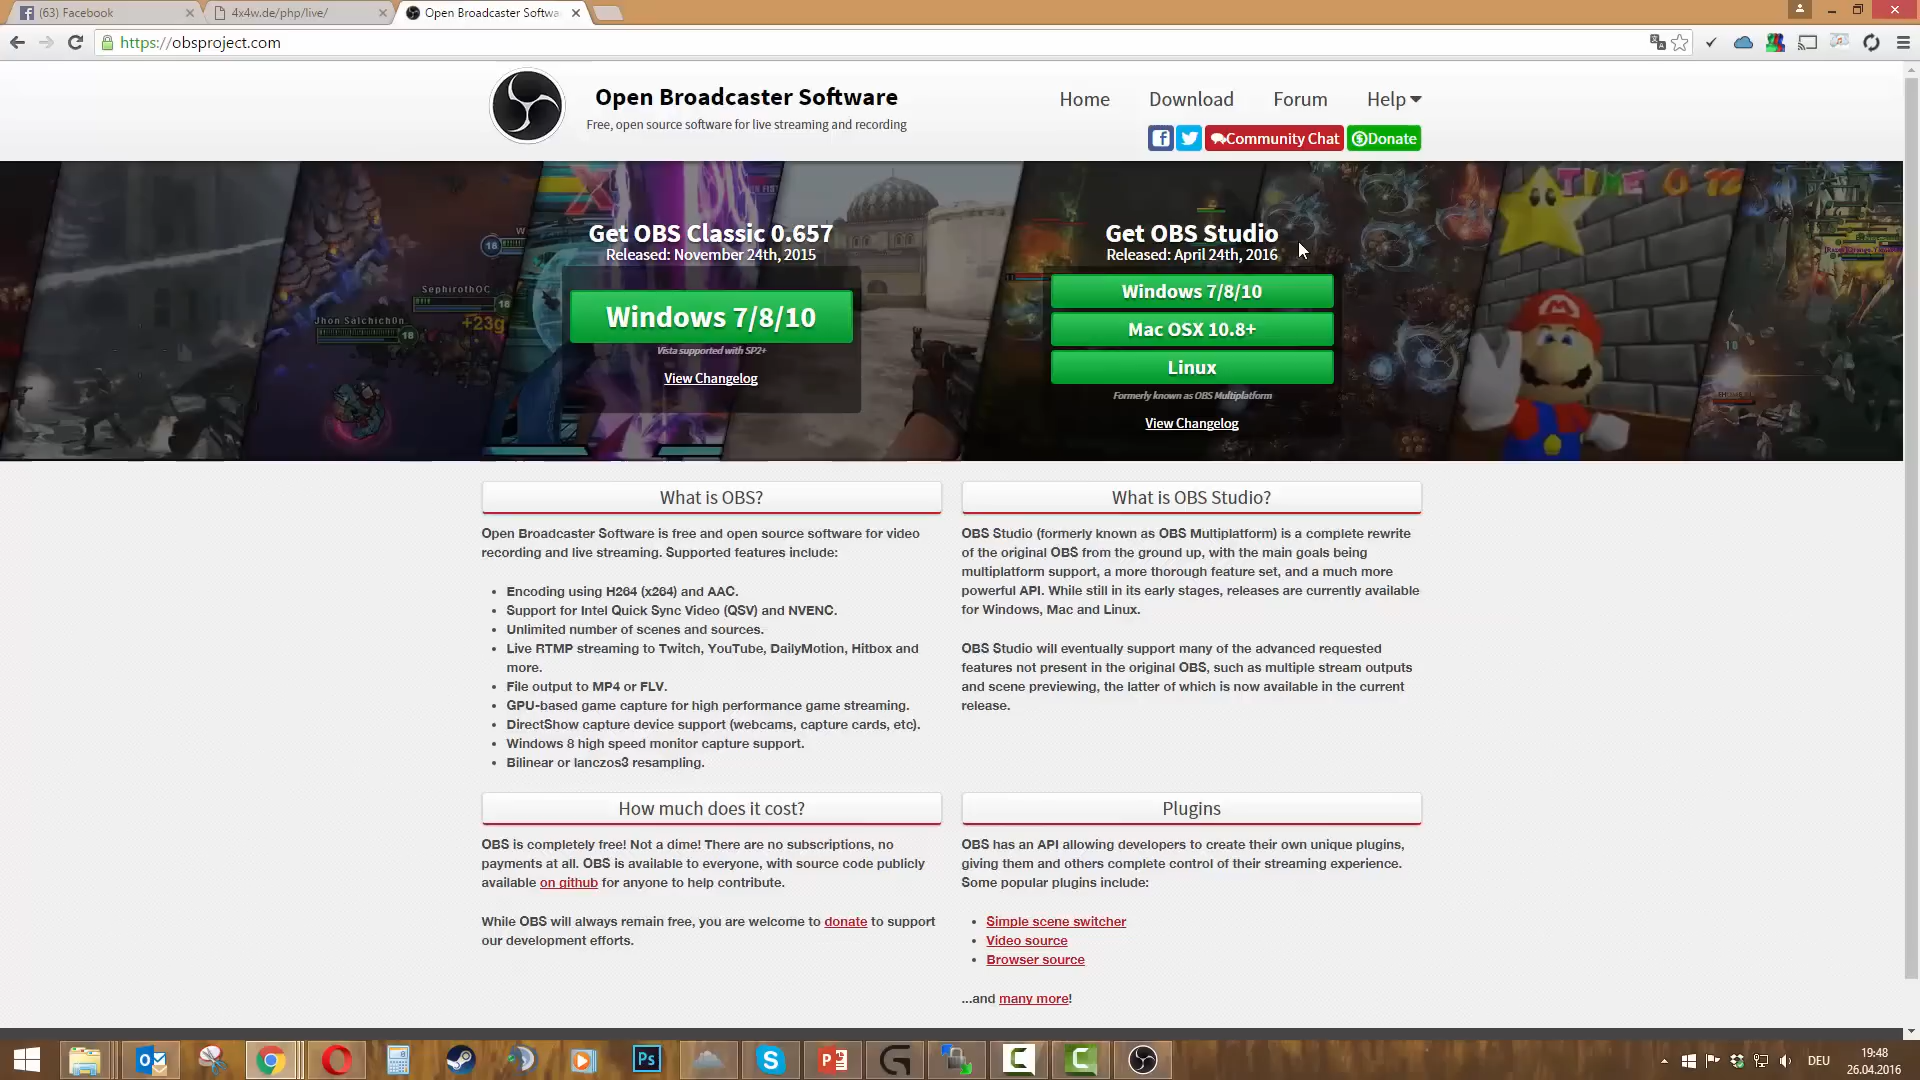 (63) Facebook
4x4w.de/php/live/
Open Broadcaster Softwa
https://obsproject.com
Open Broadcaster Software
Free, open source software for live streaming and recording
Home
Download
Forum
Help
Community Chat
Donate
Get OBS Classic 0.657
Released: November 24th, 2015
Windows 7/8/10
Vista supported with SP2+
View Changelog
Get OBS Studio
Released: April 24th, 2016
Windows 7/8/10
Mac OSX 10.8+
Linux
Formerly known as OBS Multiplatform
View Changelog
SephirothOC
18
Jhon Salchich0n
18
+23g
18
TIME 0 12
10
What is OBS?
Open Broadcaster Software is free and open source software for video
recording and live streaming. Supported features include:
Encoding using H264 (x264) and AAC.
Support for Intel Quick Sync Video (QSV) and NVENC.
Unlimited number of scenes and sources.
Live RTMP streaming to Twitch, YouTube, DailyMotion, Hitbox and
more.
File output to MP4 or FLV.
GPU-based game capture for high performance game streaming.
DirectShow capture device support (webcams, capture cards, etc).
Windows 8 high speed monitor capture support.
Bilinear or lanczos3 resampling.
What is OBS Studio?
OBS Studio (formerly known as OBS Multiplatform) is a complete rewrite
of the original OBS from the ground up, with the main goals being
multiplatform support, a more thorough feature set, and a much more
powerful API. While still in its early stages, releases are currently available
for Windows, Mac and Linux.
OBS Studio will eventually support many of the advanced requested
features not present in the original OBS, such as multiple stream outputs
and scene previewing, the latter of which is now available in the current
release.
How much does it cost?
OBS is completely free! Not a dime! There are no subscriptions, no
payments at all. OBS is available to everyone, with source code publicly
available on github for anyone to help contribute.
While OBS will always remain free, you are welcome to donate to support
our development efforts.
Plugins
OBS has an API allowing developers to create their own unique plugins,
giving them and others complete control of their streaming experience.
Some popular plugins include:
Simple scene switcher
Video source
Browser source
...and many more!
Ps
DEU
19:48
26.04.2016